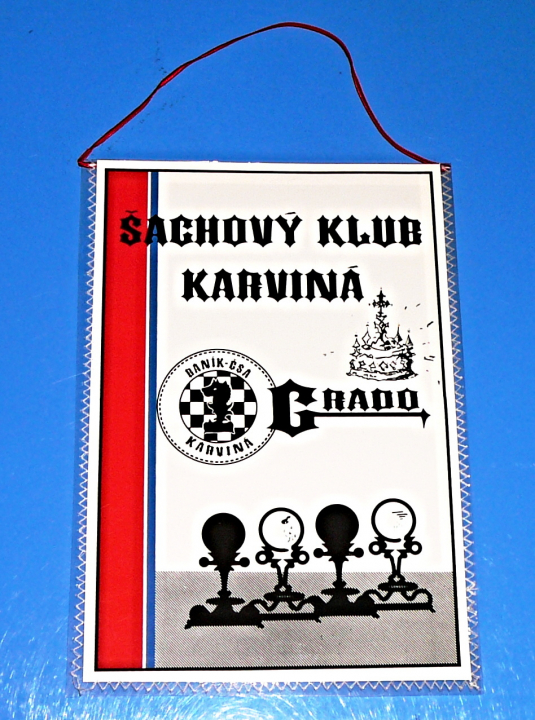 ŠACHOVÝ KLUB
KARVINÁ
BANÍK-ČSA
KARVINÁ
GRADO